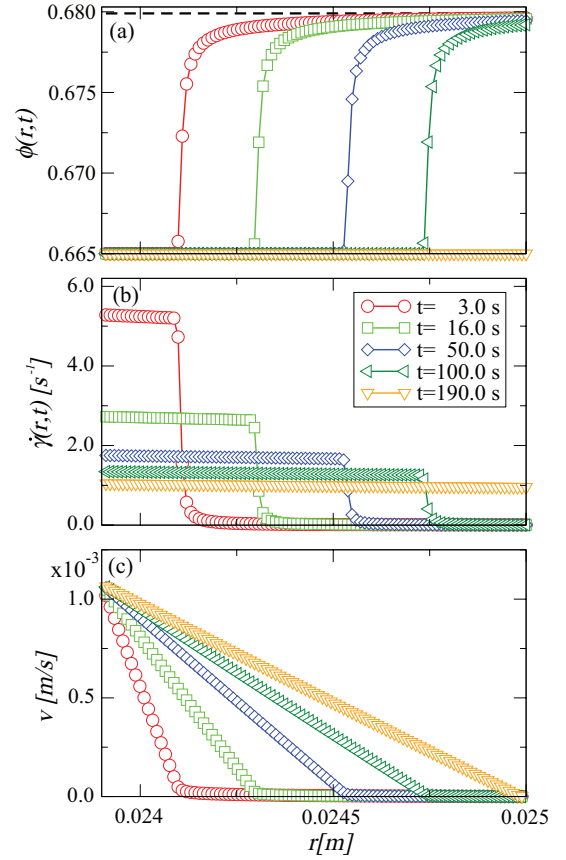 0.680
(a)
0.675
ϕ(r,t)
0.670
0.665
6.0
(b)
t= 3.0 s
t= 16.0 s
t= 50.0 s
t=100.0 s
t=190.0 s
4.0
γ̇(r,t) [s⁻¹]
2.0
0.0
x10⁻³
(c)
1.0
v [m/s]
0.5
0.0
0.024 0.0245 0.025
r[m]